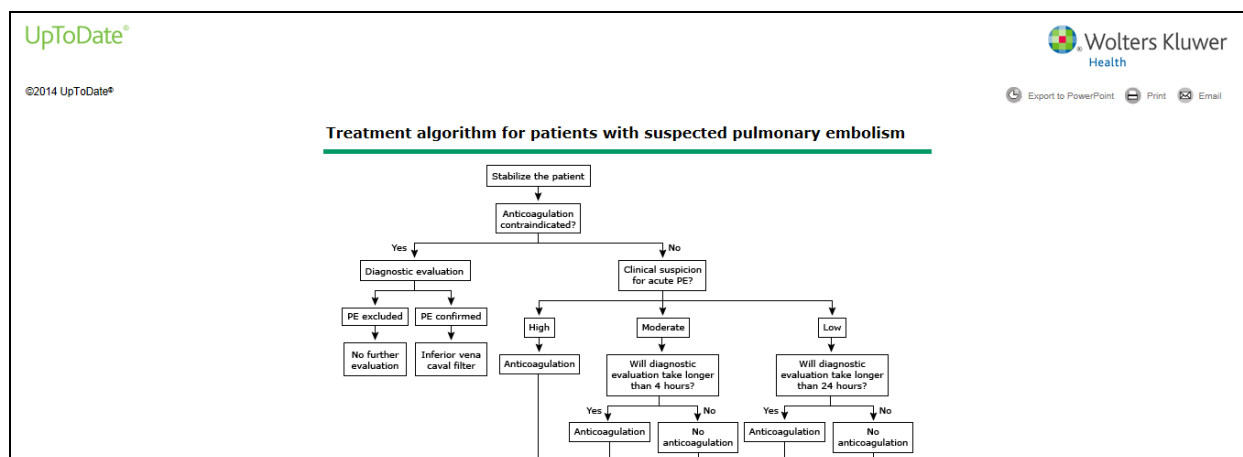 UpToDate®
Wolters Kluwer
Health
©2014 UpToDate®
Export to PowerPoint Print Email
Treatment algorithm for patients with suspected pulmonary embolism
Stabilize the patient
Anticoagulation
contraindicated?
Yes No
Diagnostic evaluation
Clinical suspicion
for acute PE?
PE excluded PE confirmed
High Moderate Low
No further
evaluation
Inferior vena
caval filter
Anticoagulation
Will diagnostic
evaluation take longer
than 4 hours?
Will diagnostic
evaluation take longer
than 24 hours?
Yes No Yes No
Anticoagulation
No
anticoagulation
Anticoagulation
No
anticoagulation